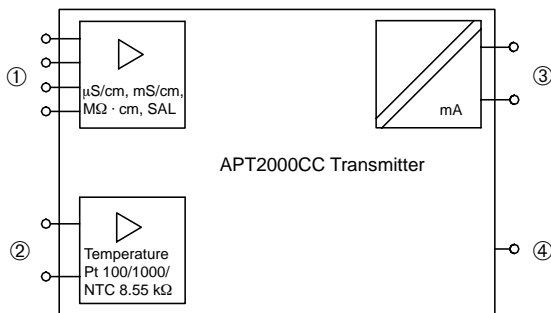 ①
μS/cm, mS/cm,
MΩ · cm, SAL
③
mA
APT2000CC Transmitter
②
Temperature
Pt 100/1000/
NTC 8.55 kΩ
④